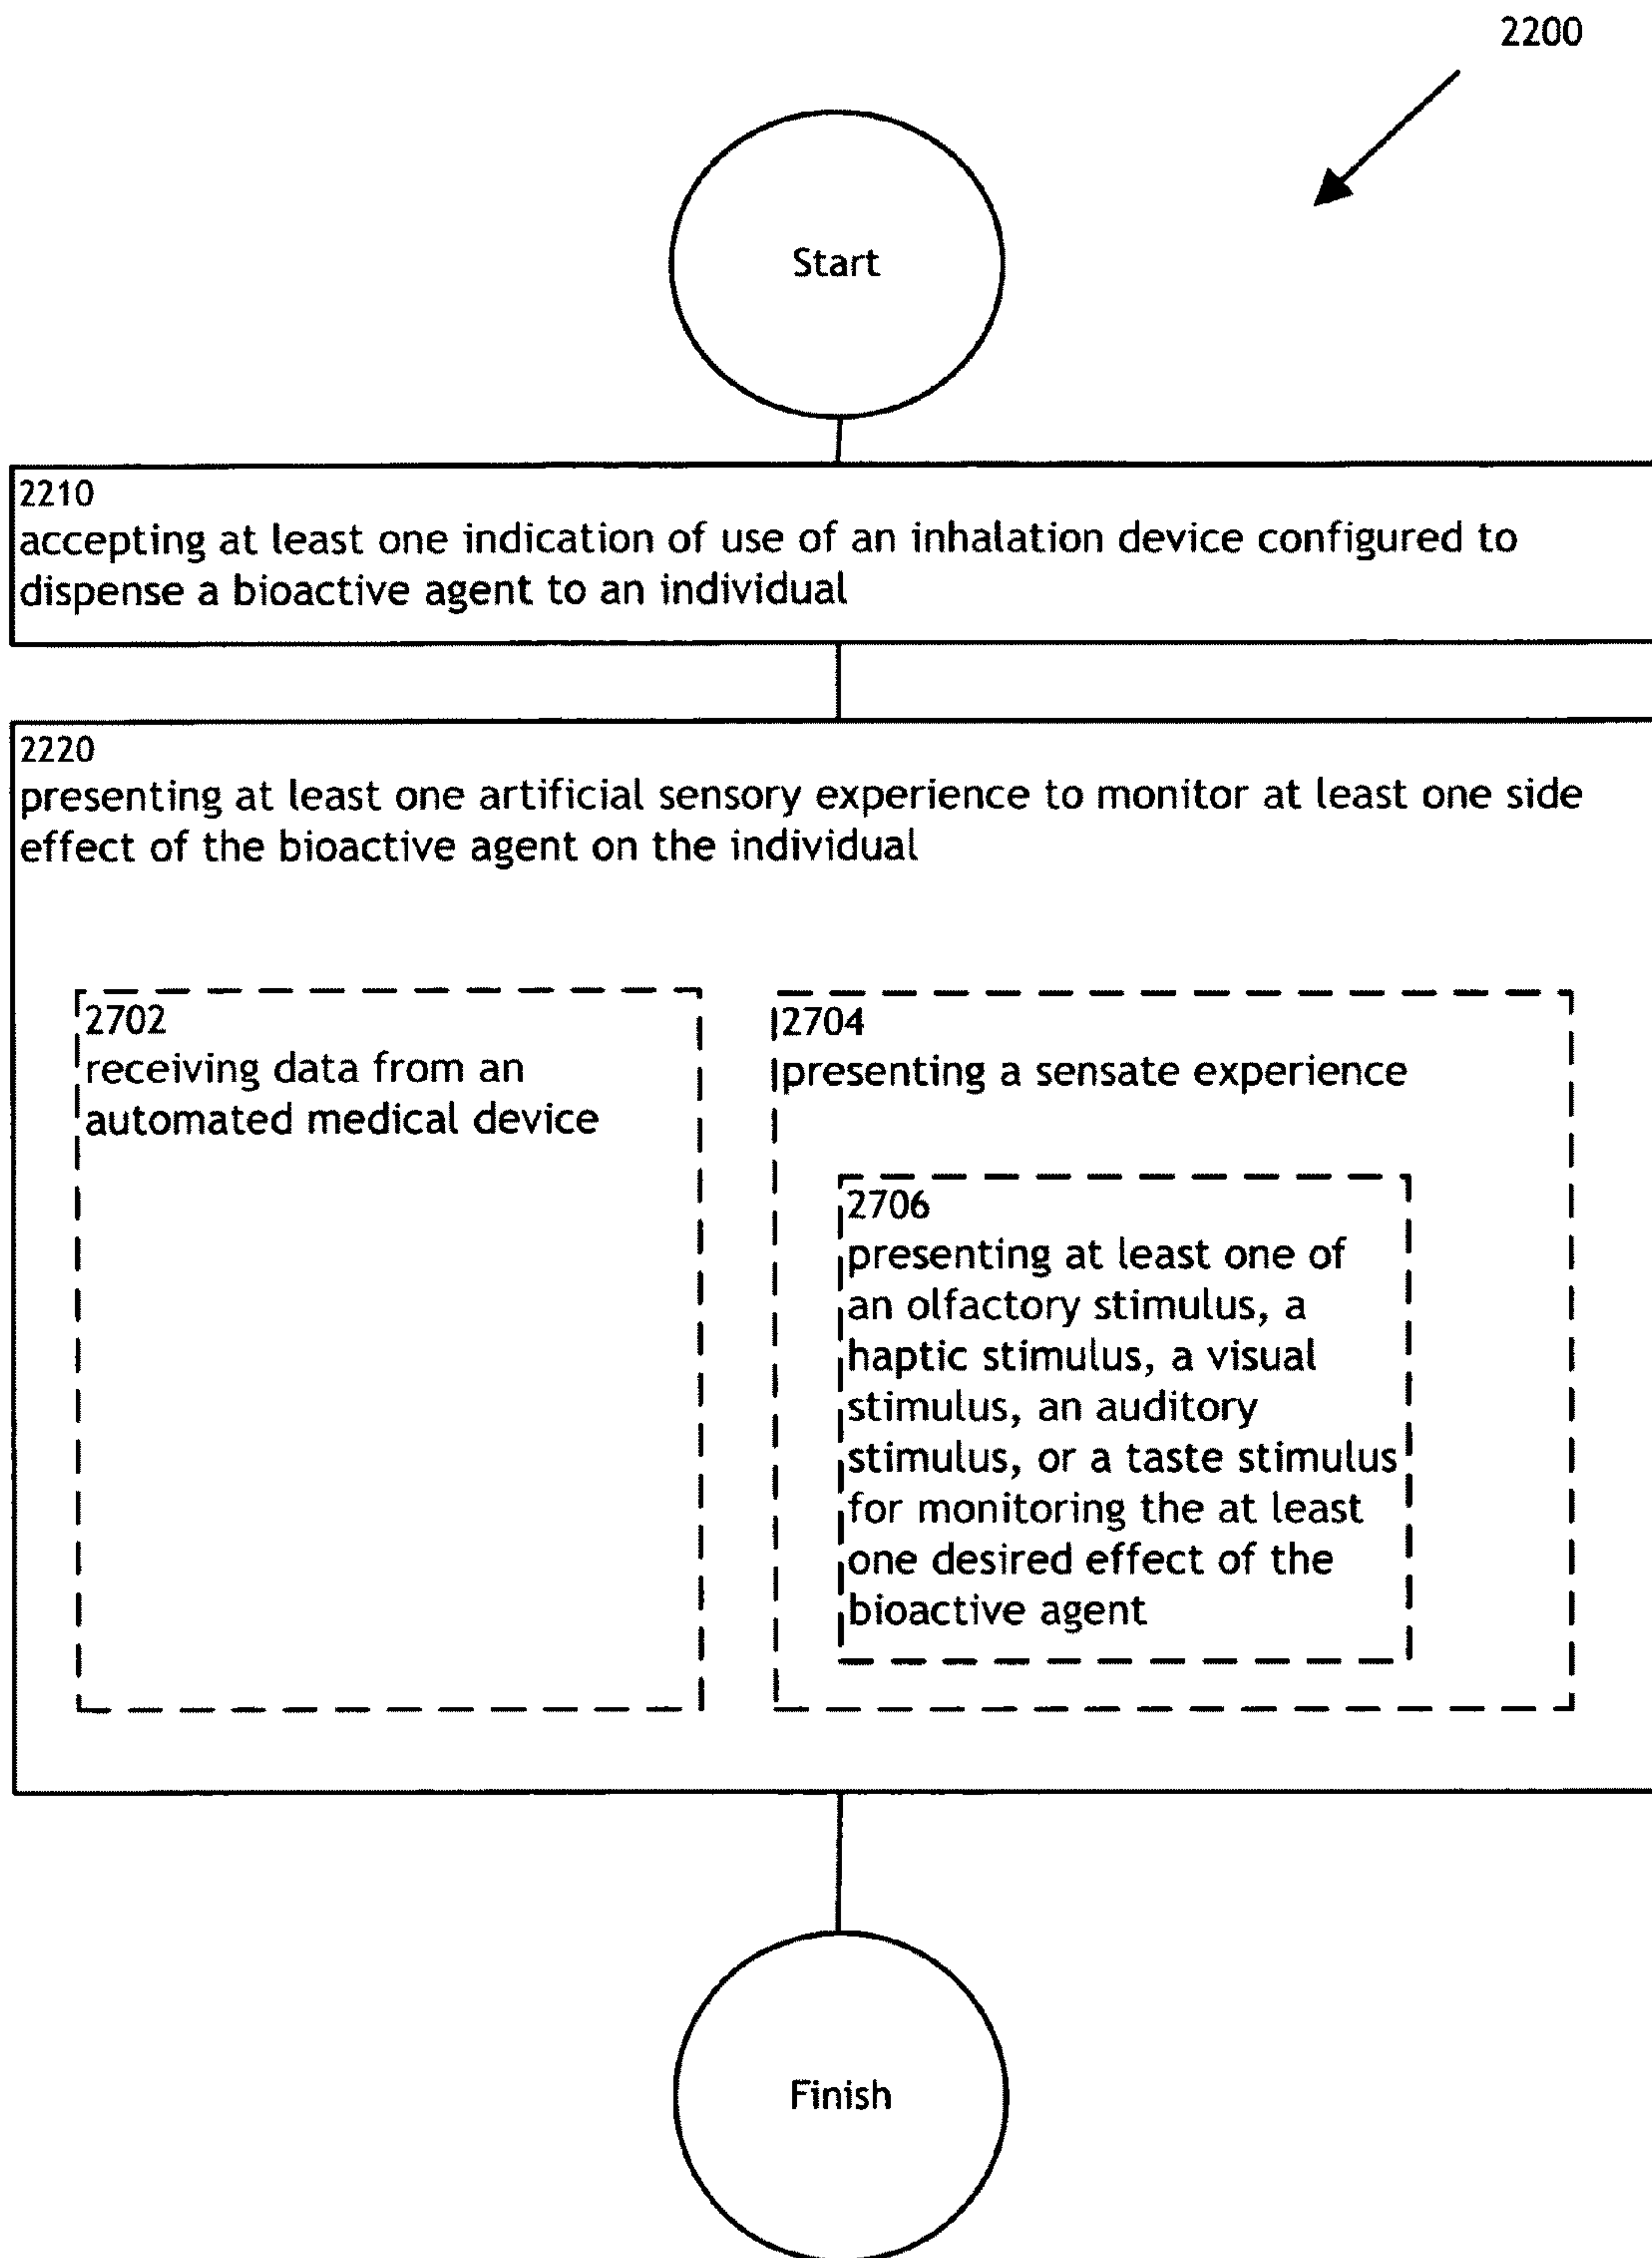 2200
Start
2210
accepting at least one indication of use of an inhalation device configured to
dispense a bioactive agent to an individual
2220
presenting at least one artificial sensory experience to monitor at least one side
effect of the bioactive agent on the individual
2702
receiving data from an
automated medical device
2704
presenting a sensate experience
2706
presenting at least one of
an olfactory stimulus, a
haptic stimulus, a visual
stimulus, an auditory
stimulus, or a taste stimulus
for monitoring the at least
one desired effect of the
bioactive agent
Finish